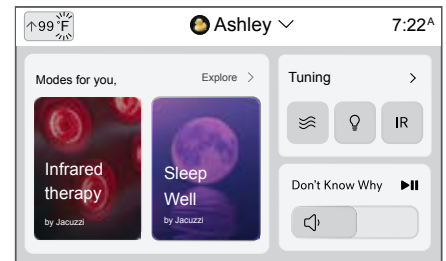 ↑99°F
Ashley
7:22ᴬ
Modes for you,
Explore >
Infrared
therapy
by Jacuzzi
Sleep
Well
by Jacuzzi
Tuning >
IR
Don't Know Why